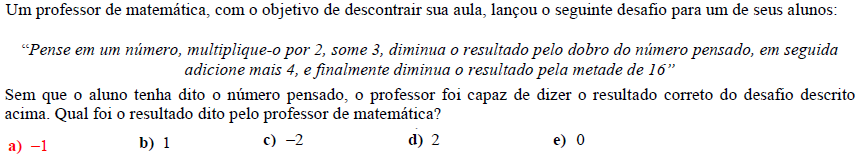 Um professor de matemática, com o objetivo de descontrair sua aula, lançou o seguinte desafio para um de seus alunos:
“Pense em um número, multiplique-o por 2, some 3, diminua o resultado pelo dobro do número pensado, em seguida
adicione mais 4, e finalmente diminua o resultado pela metade de 16”
Sem que o aluno tenha dito o número pensado, o professor foi capaz de dizer o resultado correto do desafio descrito
acima. Qual foi o resultado dito pelo professor de matemática?
a) –1 b) 1 c) –2 d) 2 e) 0